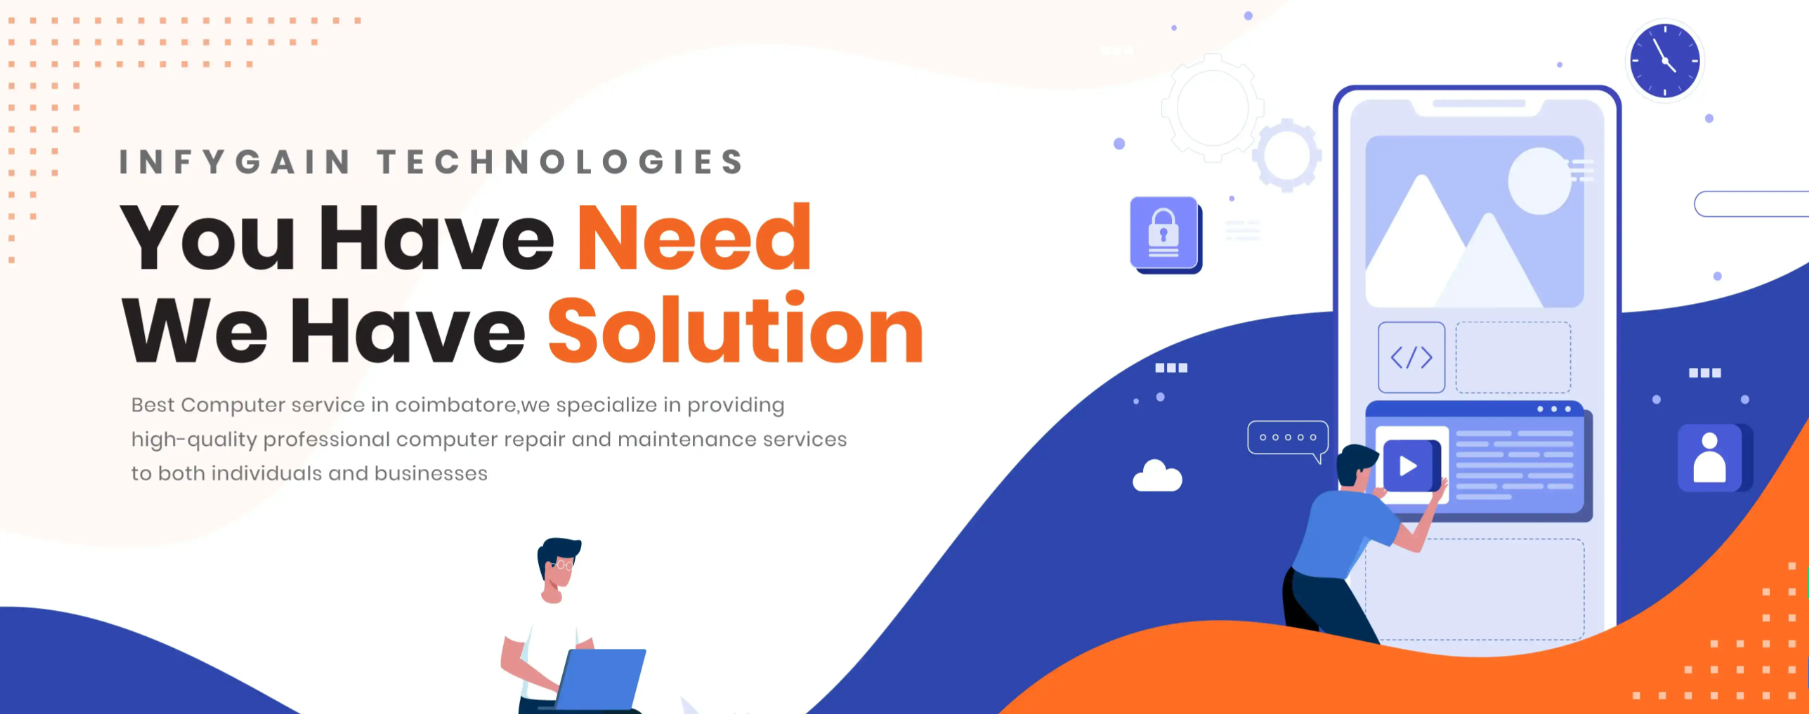 INFYGAIN TECHNOLOGIES
You Have Need
We Have Solution
Best Computer service in coimbatore,we specialize in providing
high-quality professional computer repair and maintenance services
to both individuals and businesses